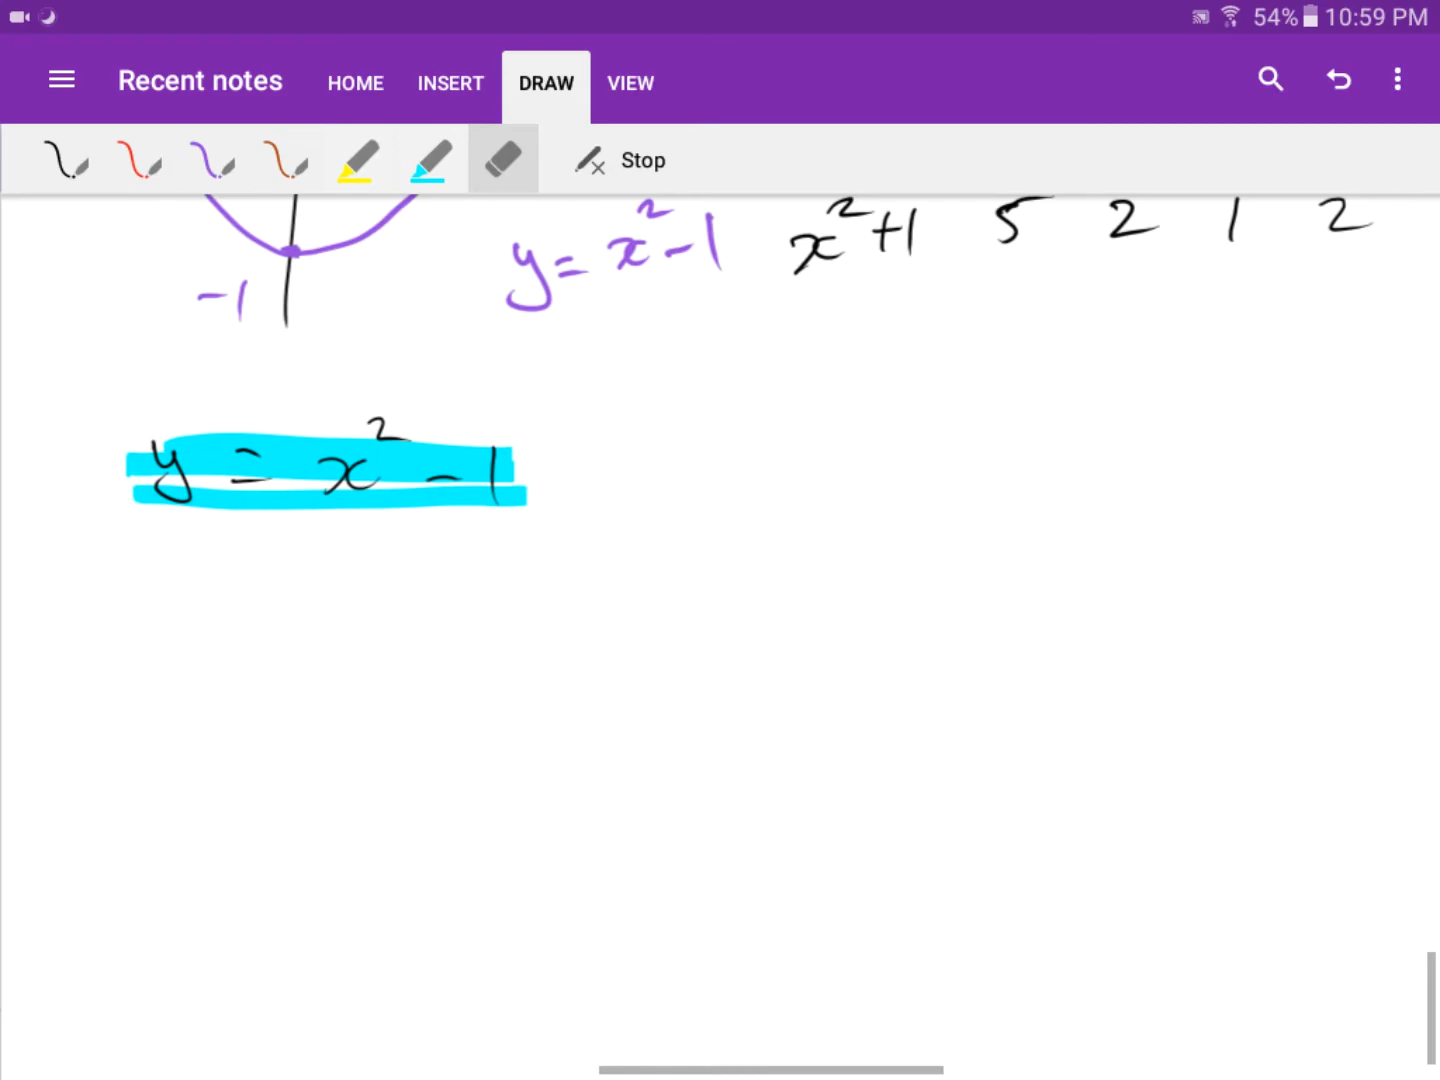 54% 10:59 PM
Recent notes HOME INSERT DRAW VIEW
Stop
y = x² - 1 x² + 1 5 2 1 2
-1
y = x² - 1